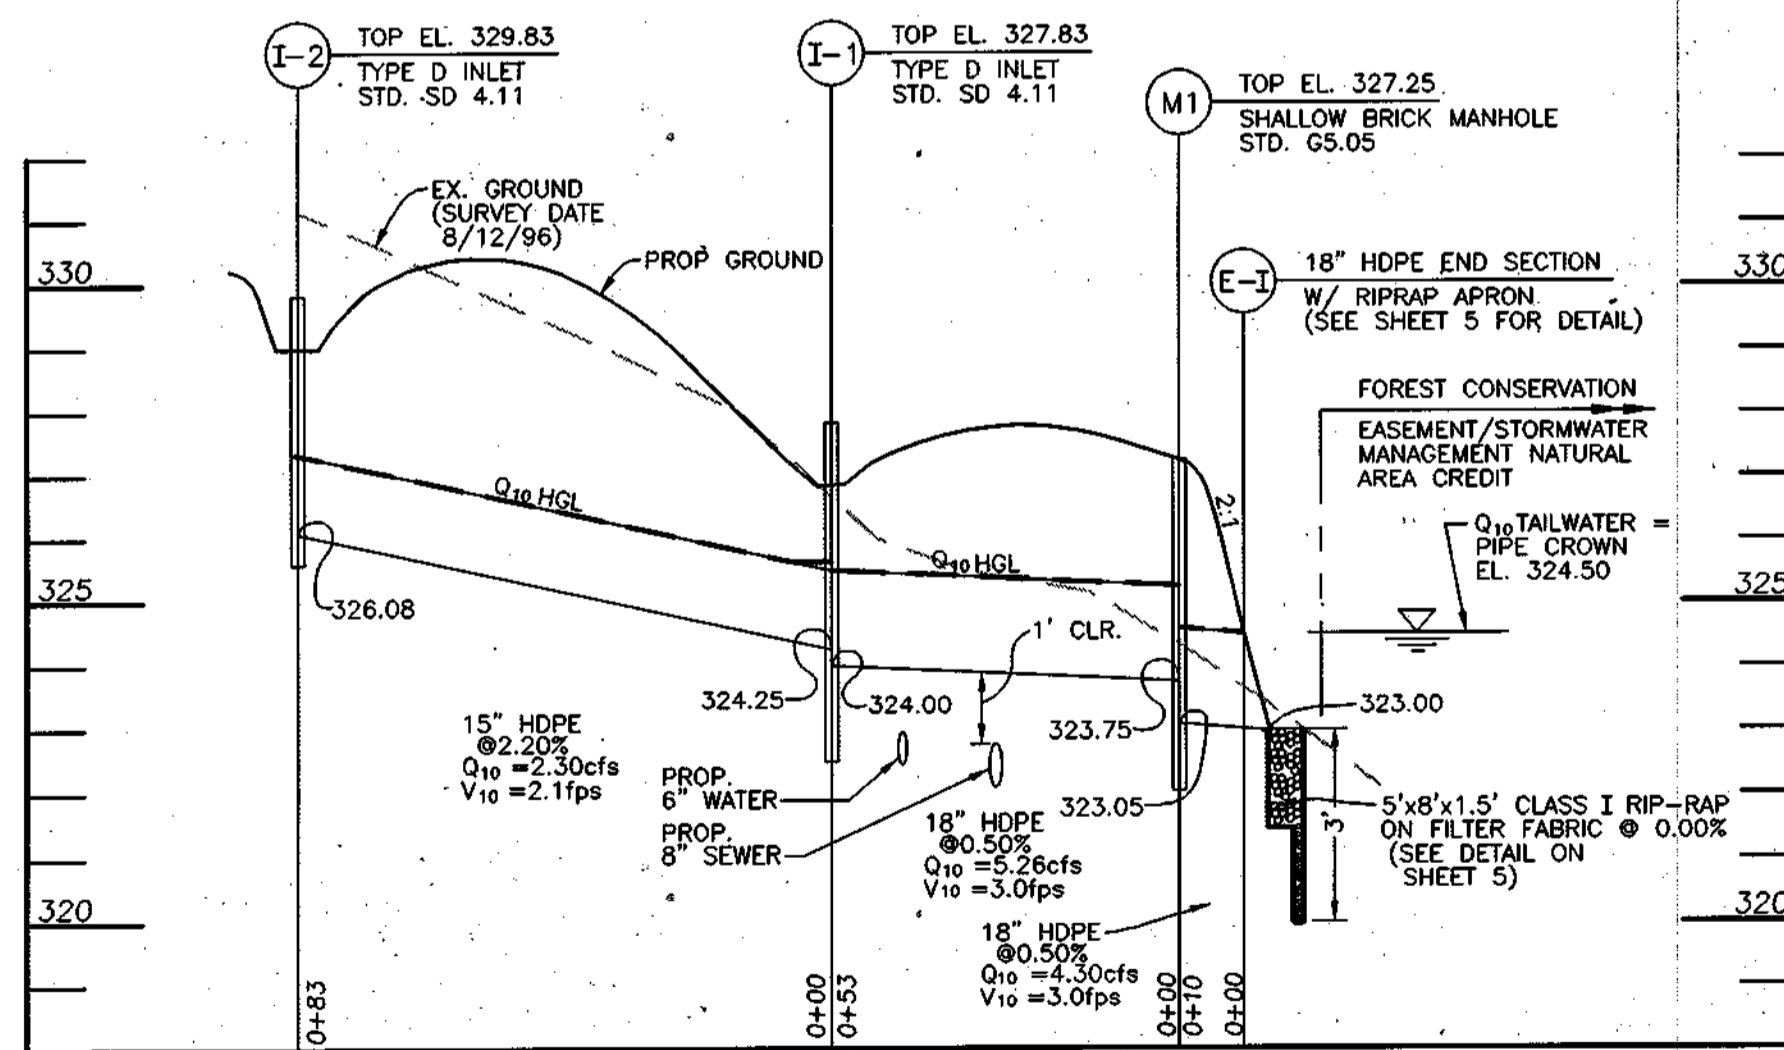 I-2
TOP EL. 329.83
TYPE D INLET
STD. SD 4.11
I-1
TOP EL. 327.83
TYPE D INLET
STD. SD 4.11
M1
TOP EL. 327.25
SHALLOW BRICK MANHOLE
STD. G5.05
EX. GROUND
(SURVEY DATE
8/12/96)
PROP GROUND
E-I
18" HDPE END SECTION
W/ RIPRAP APRON
(SEE SHEET 5 FOR DETAIL)
330
330
FOREST CONSERVATION
EASEMENT/STORMWATER
MANAGEMENT NATURAL
AREA CREDIT
2:1
Q10 HGL
Q10 HGL
Q10 TAILWATER =
PIPE CROWN
EL. 324.50
325
325
326.08
1' CLR.
324.25
324.00
323.75
323.00
323.05
15" HDPE
@2.20%
Q10 =2.30cfs
V10 =2.1fps
PROP.
6" WATER
PROP.
8" SEWER
18" HDPE
@0.50%
Q10 =5.26cfs
V10 =3.0fps
3'
5'x8'x1.5' CLASS I RIP-RAP
ON FILTER FABRIC @ 0.00%
(SEE DETAIL ON
SHEET 5)
320
320
18" HDPE
@0.50%
Q10 =4.30cfs
V10 =3.0fps
0+83
0+00
0+53
0+00
0+10
0+00